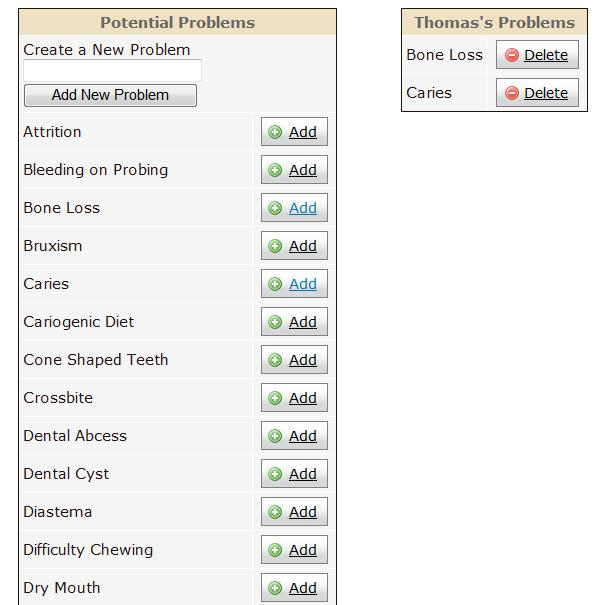 Potential Problems
Create a New Problem
Add New Problem
Attrition Add
Bleeding on Probing Add
Bone Loss Add
Bruxism Add
Caries Add
Cariogenic Diet Add
Cone Shaped Teeth Add
Crossbite Add
Dental Abcess Add
Dental Cyst Add
Diastema Add
Difficulty Chewing Add
Dry Mouth Add
Thomas's Problems
Bone Loss Delete
Caries Delete